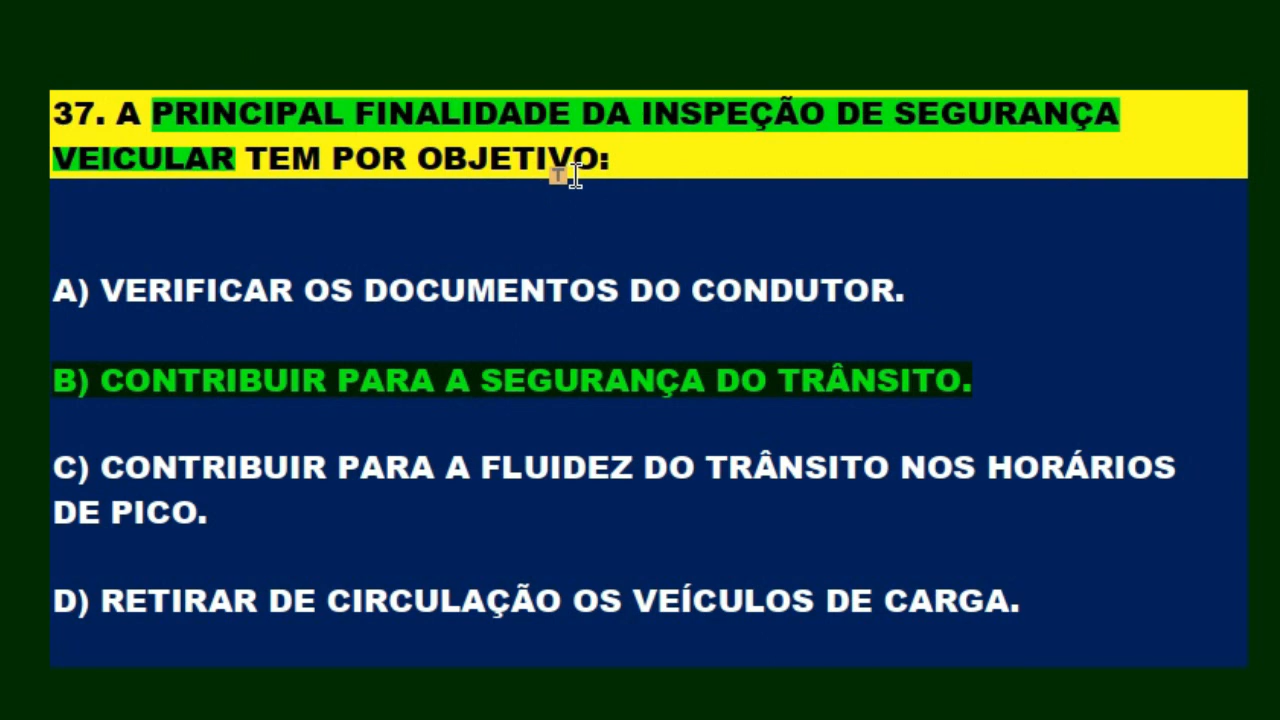 37. A PRINCIPAL FINALIDADE DA INSPEÇÃO DE SEGURANÇA
VEICULAR TEM POR OBJETIVO:
T
A) VERIFICAR OS DOCUMENTOS DO CONDUTOR.
B) CONTRIBUIR PARA A SEGURANÇA DO TRÂNSITO.
C) CONTRIBUIR PARA A FLUIDEZ DO TRÂNSITO NOS HORÁRIOS
DE PICO.
D) RETIRAR DE CIRCULAÇÃO OS VEÍCULOS DE CARGA.